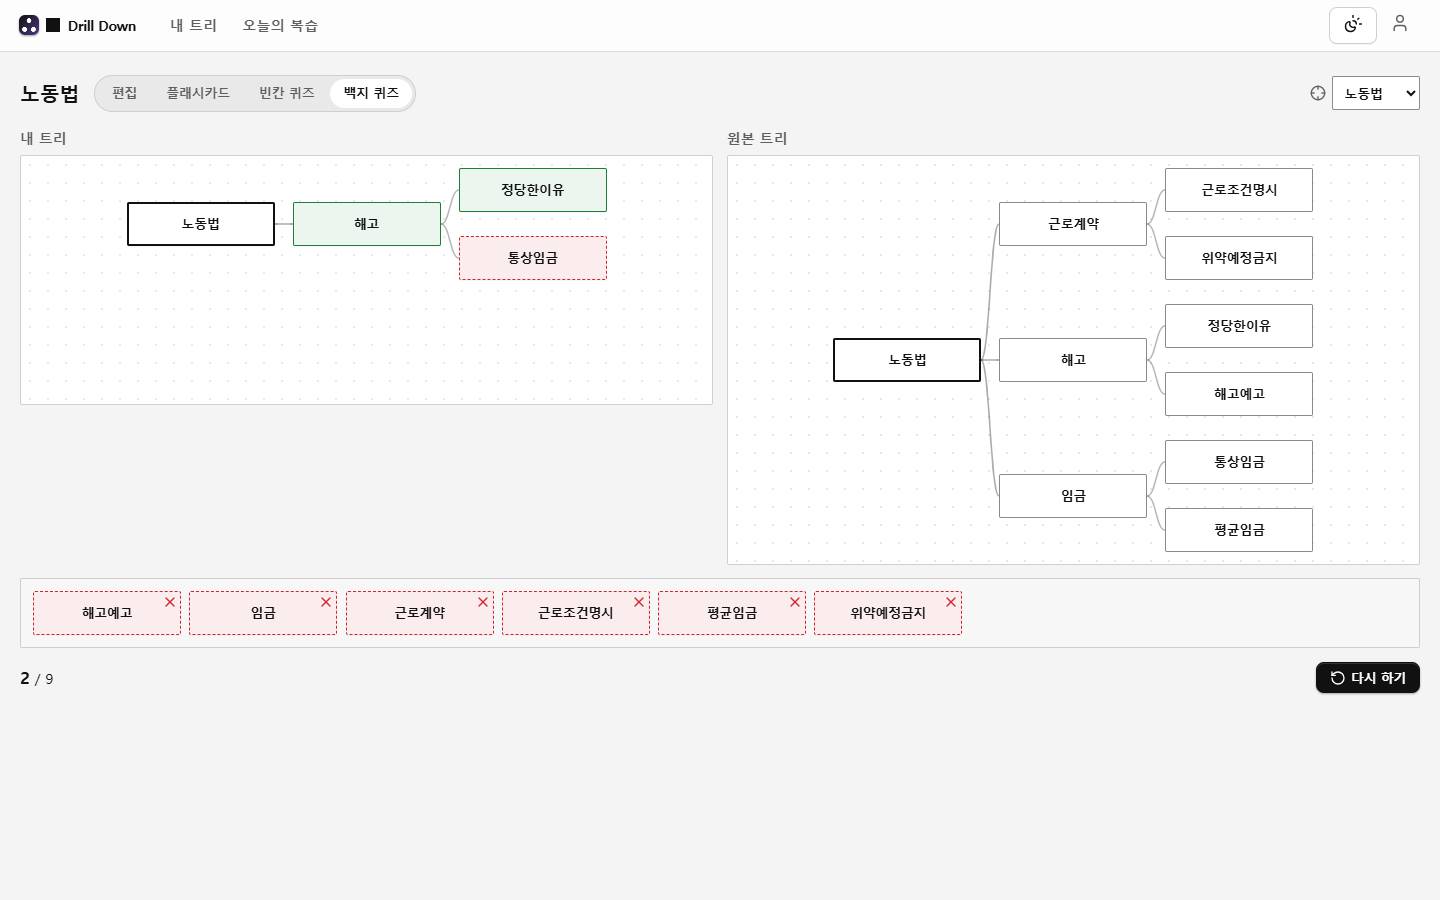 Drill Down
내 트리
오늘의 복습
노동법
편집
플래시카드
빈칸 퀴즈
백지 퀴즈
노동법
내 트리
노동법
해고
정당한이유
통상임금
원본 트리
노동법
근로계약
근로조건명시
위약예정금지
해고
정당한이유
해고예고
임금
통상임금
평균임금
해고예고
임금
근로계약
근로조건명시
평균임금
위약예정금지
2 / 9
다시 하기